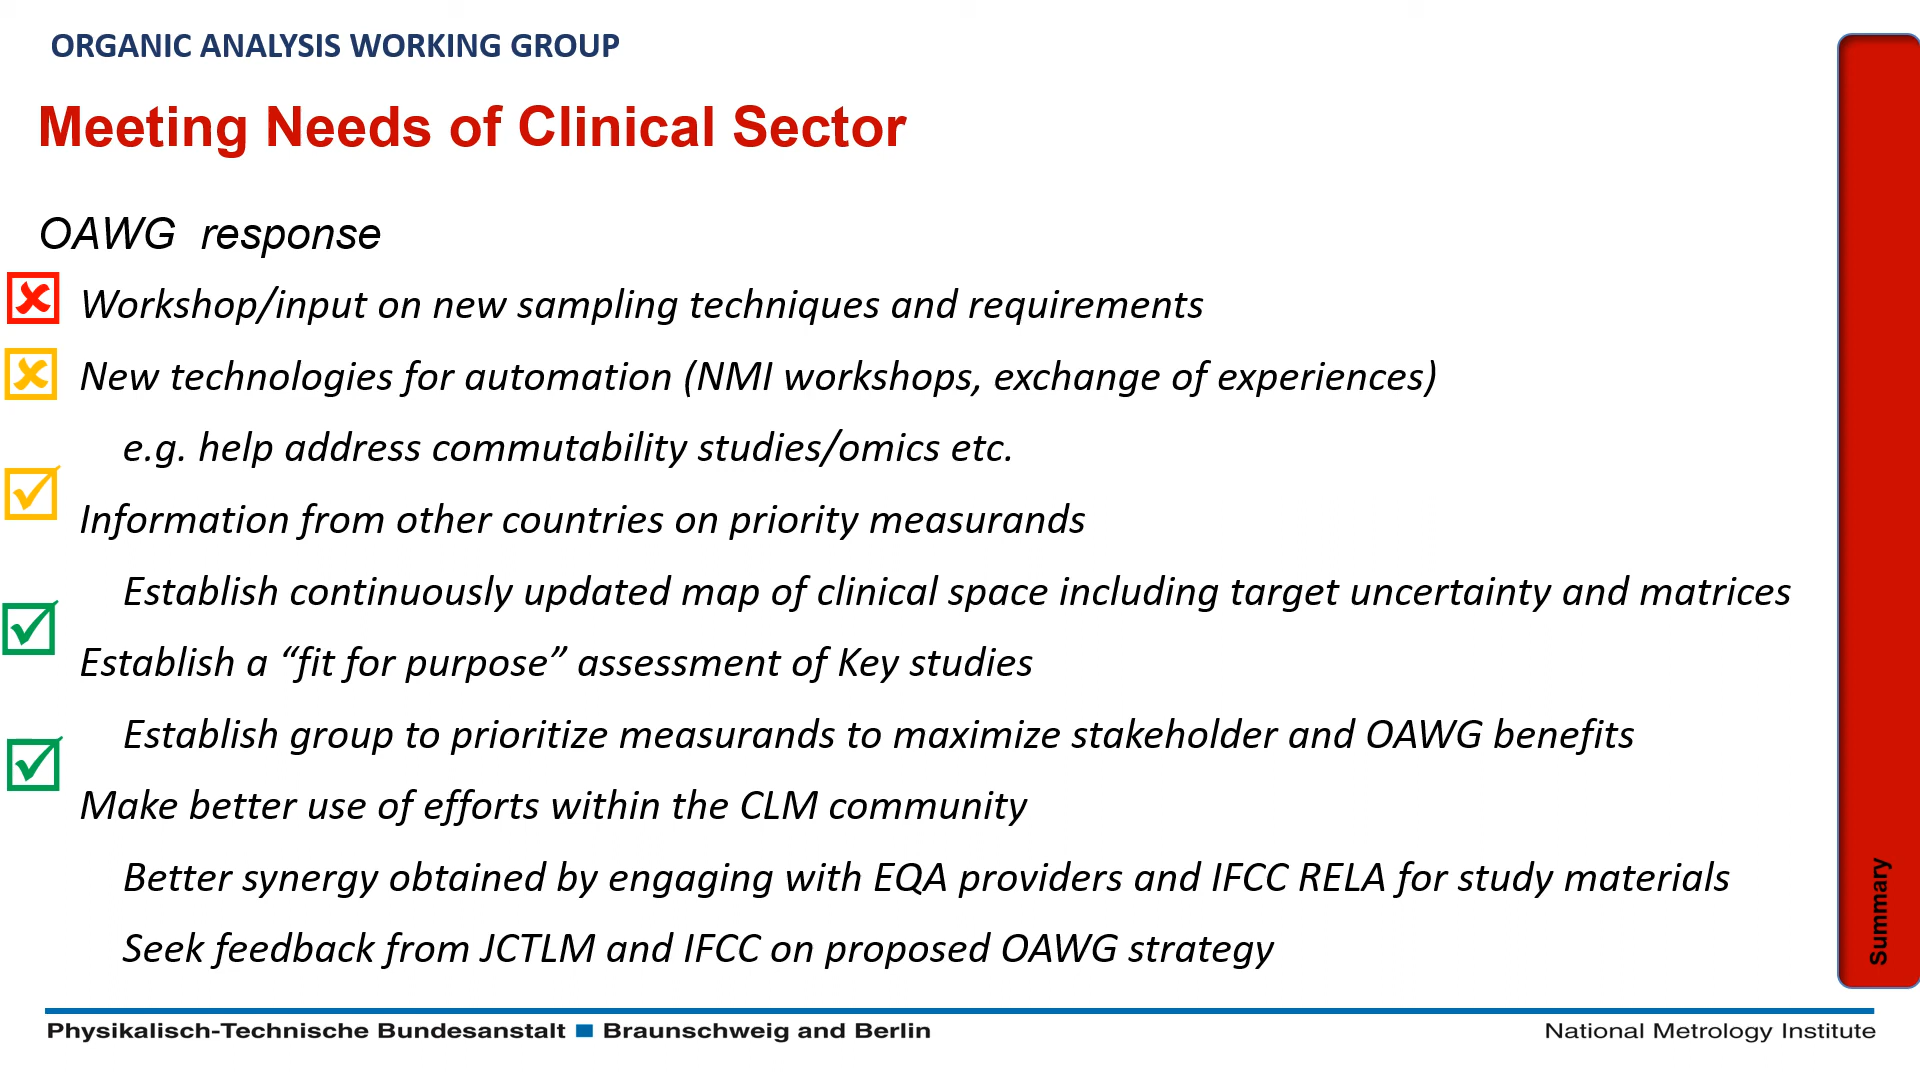 ORGANIC ANALYSIS WORKING GROUP
Meeting Needs of Clinical Sector
OAWG response
Workshop/input on new sampling techniques and requirements
New technologies for automation (NMI workshops, exchange of experiences)
e.g. help address commutability studies/omics etc.
Information from other countries on priority measurands
Establish continuously updated map of clinical space including target uncertainty and matrices
Establish a “fit for purpose” assessment of Key studies
Establish group to prioritize measurands to maximize stakeholder and OAWG benefits
Make better use of efforts within the CLM community
Better synergy obtained by engaging with EQA providers and IFCC RELA for study materials
Seek feedback from JCTLM and IFCC on proposed OAWG strategy
Summary
Physikalisch-Technische Bundesanstalt ■ Braunschweig and Berlin
National Metrology Institute